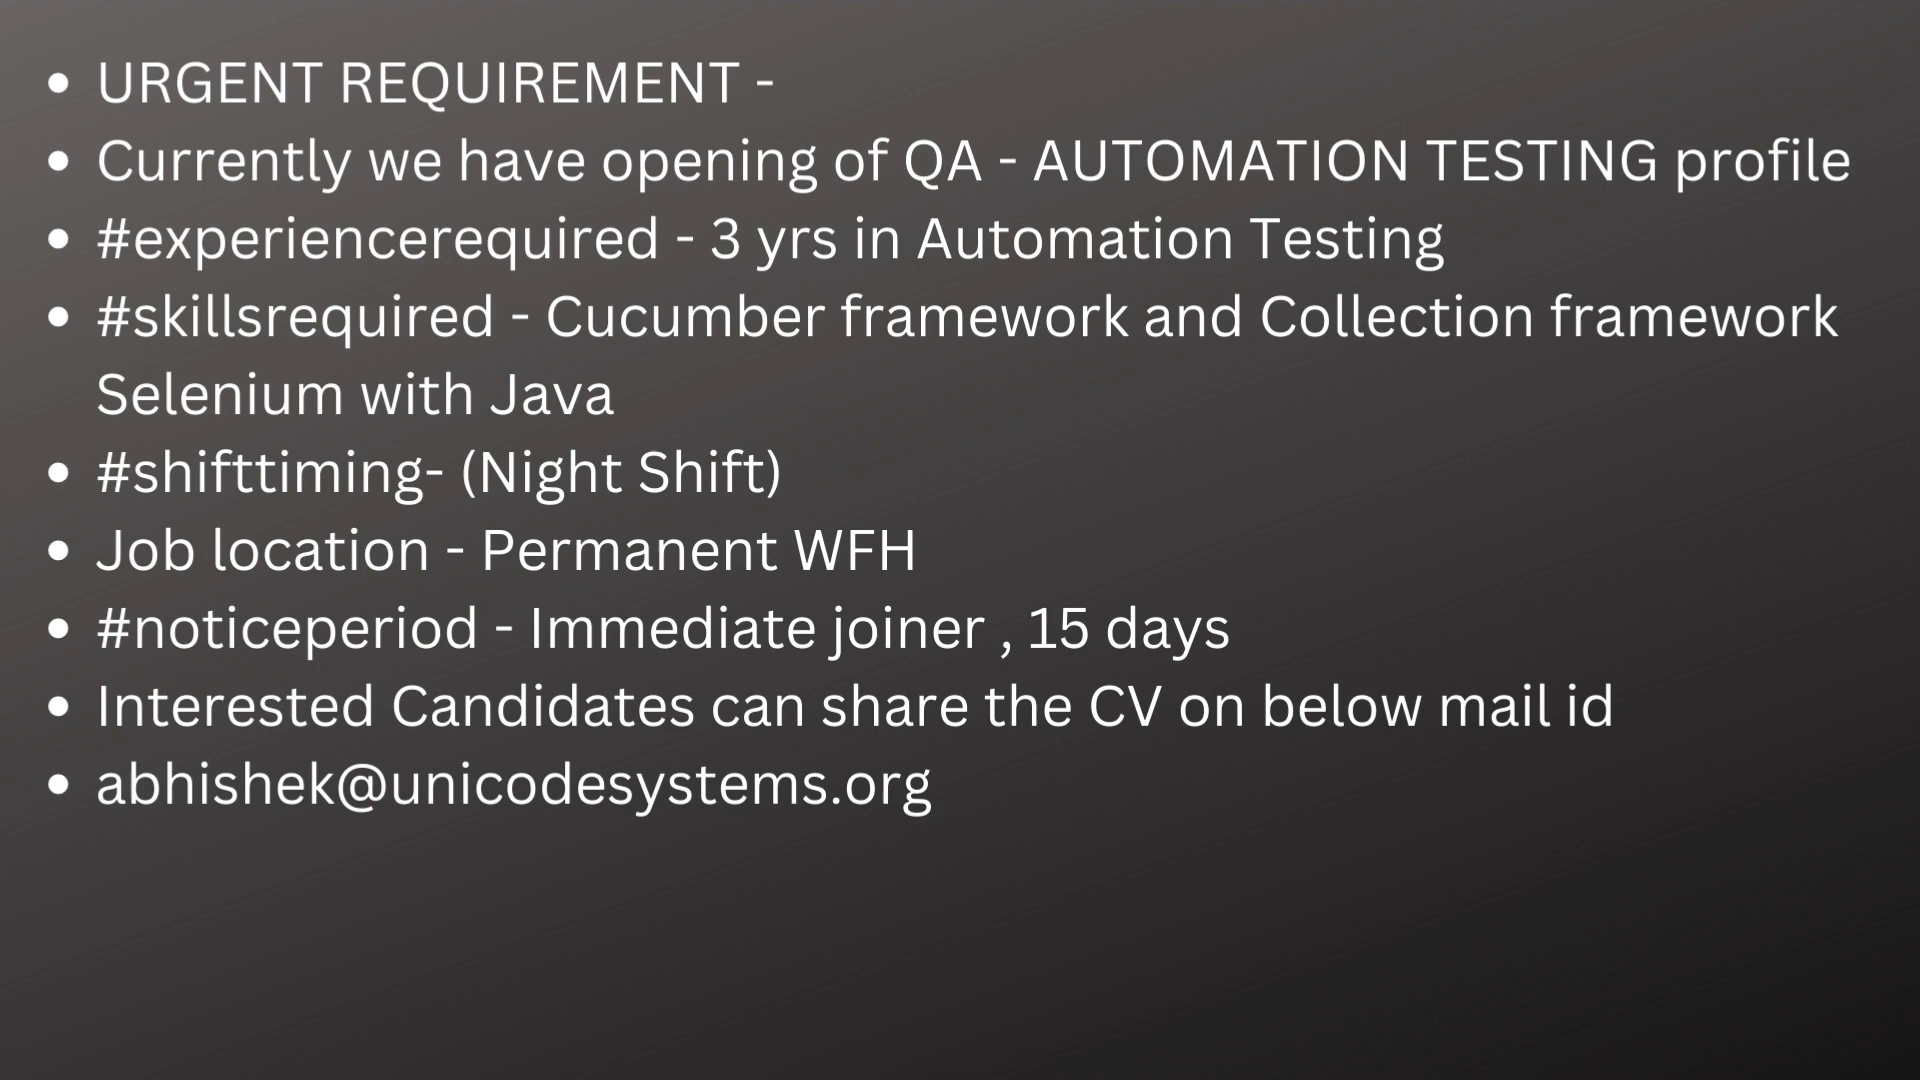 • URGENT REQUIREMENT -
• Currently we have opening of QA - AUTOMATION TESTING profile
• #experiencerequired - 3 yrs in Automation Testing
• #skillsrequired - Cucumber framework and Collection framework
Selenium with Java
• #shifttiming- (Night Shift)
• Job location - Permanent WFH
• #noticeperiod - Immediate joiner , 15 days
• Interested Candidates can share the CV on below mail id
• abhishek@unicodesystems.org